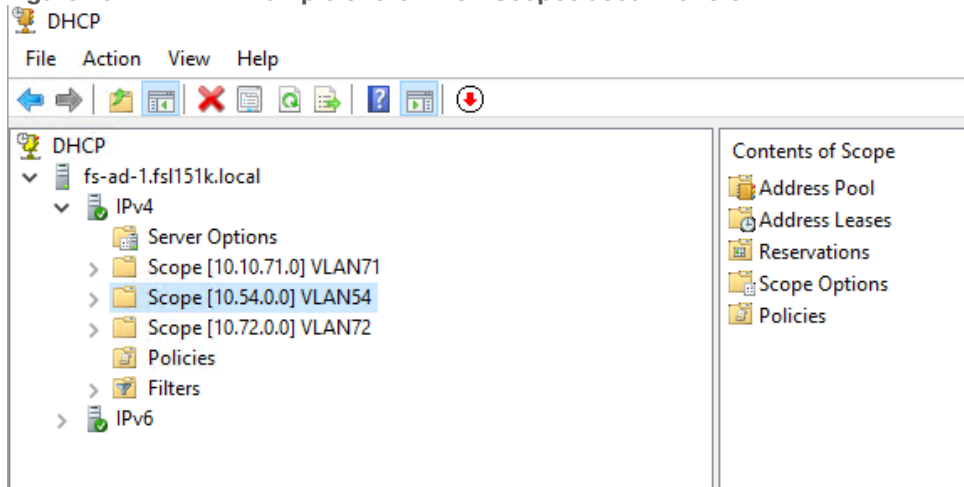 DHCP
File Action View Help
DHCP
fs-ad-1.fsl151k.local
IPv4
Server Options
Scope [10.10.71.0] VLAN71
Scope [10.54.0.0] VLAN54
Scope [10.72.0.0] VLAN72
Policies
Filters
IPv6
Contents of Scope
Address Pool
Address Leases
Reservations
Scope Options
Policies